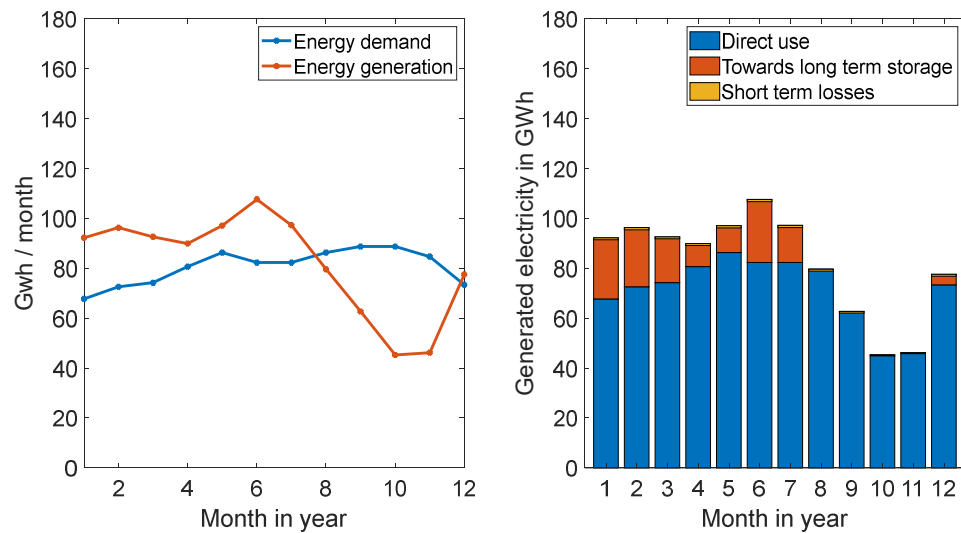 180
160
140
120
100
80
60
40
20
0
Gwh / month
Energy demand
Energy generation
2 4 6 8 10 12
Month in year
180
160
140
120
100
80
60
40
20
0
Generated electricity in GWh
Direct use
Towards long term storage
Short term losses
1 2 3 4 5 6 7 8 9 10 11 12
Month in year